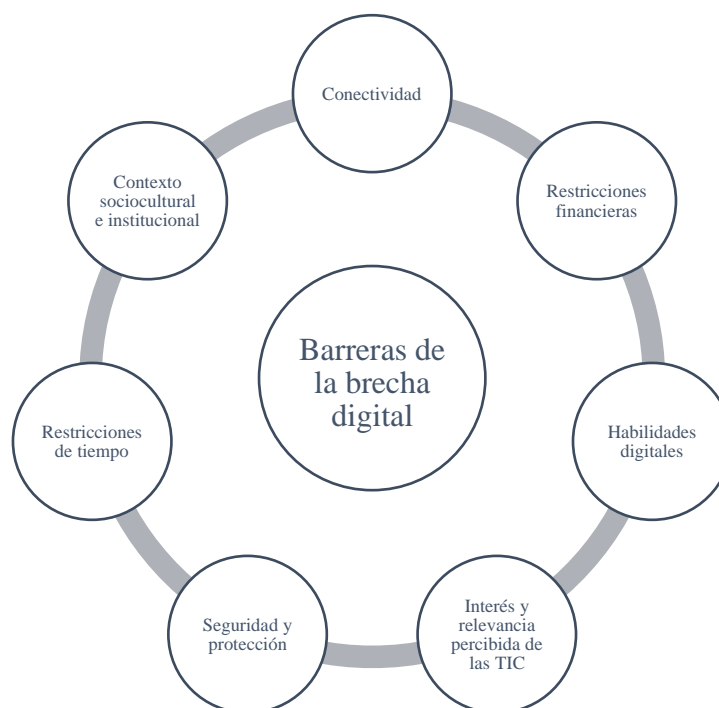 Conectividad
Restricciones
financieras
Habilidades
digitales
Interés y
relevancia
percibida de
las TIC
Seguridad y
protección
Restricciones
de tiempo
Contexto
sociocultural
e institucional
Barreras de
la brecha
digital